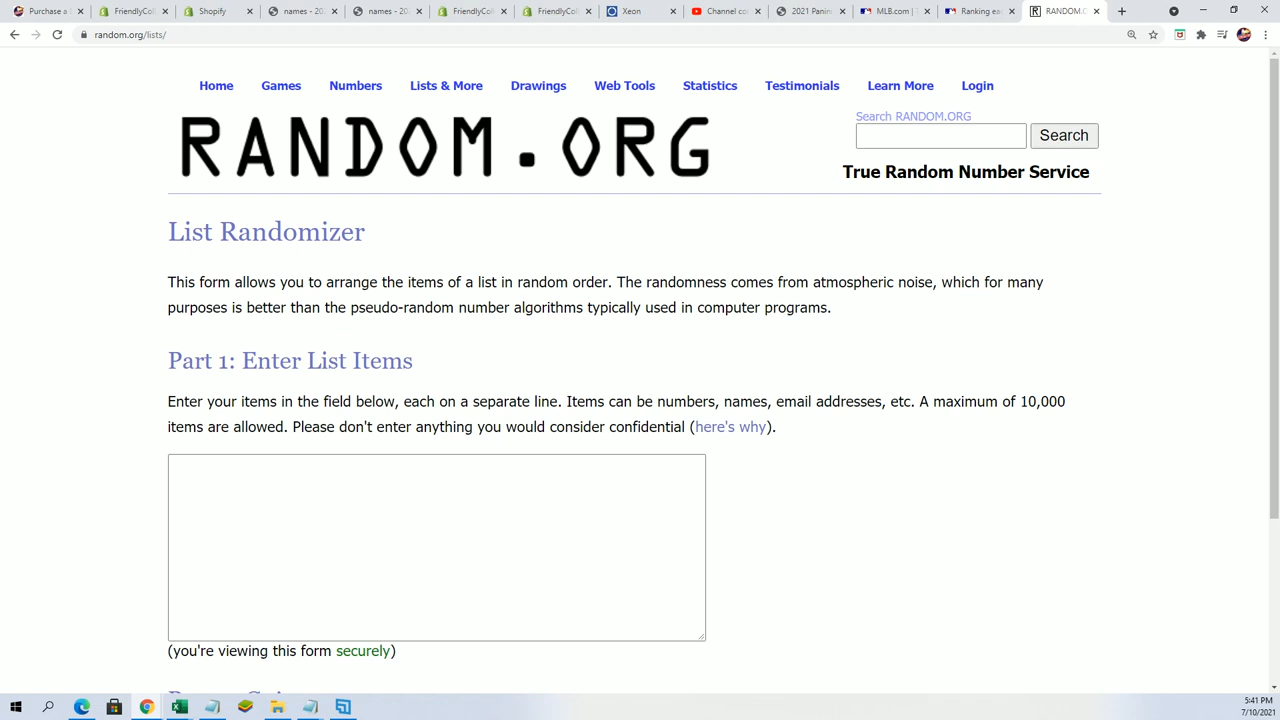 Purchase a
FriendlyColl
Shopify
names - 202
names - 202
FriendlyColl
FriendlyColl
Xeon
Channel co
2021 Panini
MLB.com | T
Ranking ea
RANDOM.O
random.org/lists/
Home Games Numbers Lists & More Drawings Web Tools Statistics Testimonials Learn More Login
Search RANDOM.ORG
RANDOM.ORG
Search
True Random Number Service
List Randomizer
This form allows you to arrange the items of a list in random order. The randomness comes from atmospheric noise, which for many
purposes is better than the pseudo-random number algorithms typically used in computer programs.
Part 1: Enter List Items
Enter your items in the field below, each on a separate line. Items can be numbers, names, email addresses, etc. A maximum of 10,000
items are allowed. Please don't enter anything you would consider confidential (here's why).
(you're viewing this form securely)
5:41 PM
7/10/2021